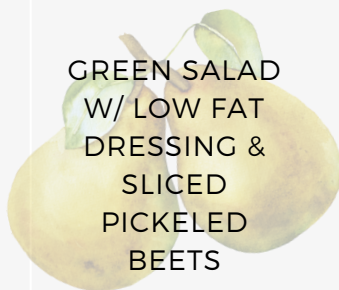 GREEN SALAD
W/ LOW FAT
DRESSING &
SLICED
PICKELED
BEETS